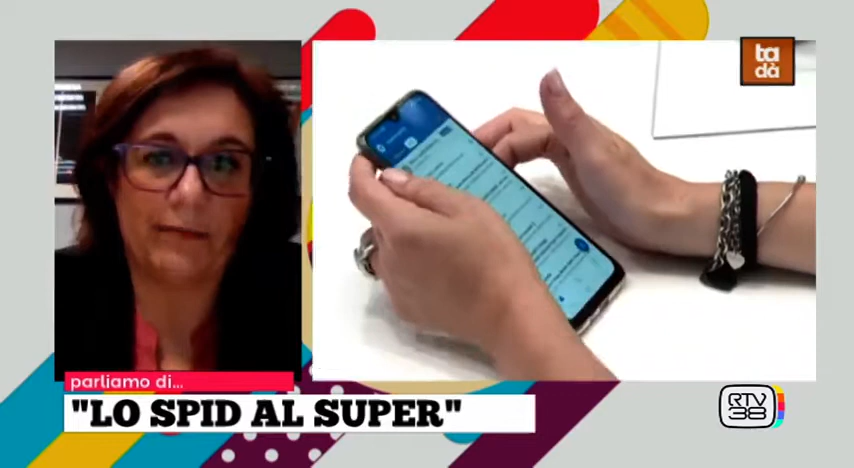 ta
dà
parliamo di...
"LO SPID AL SUPER"
RTV
38